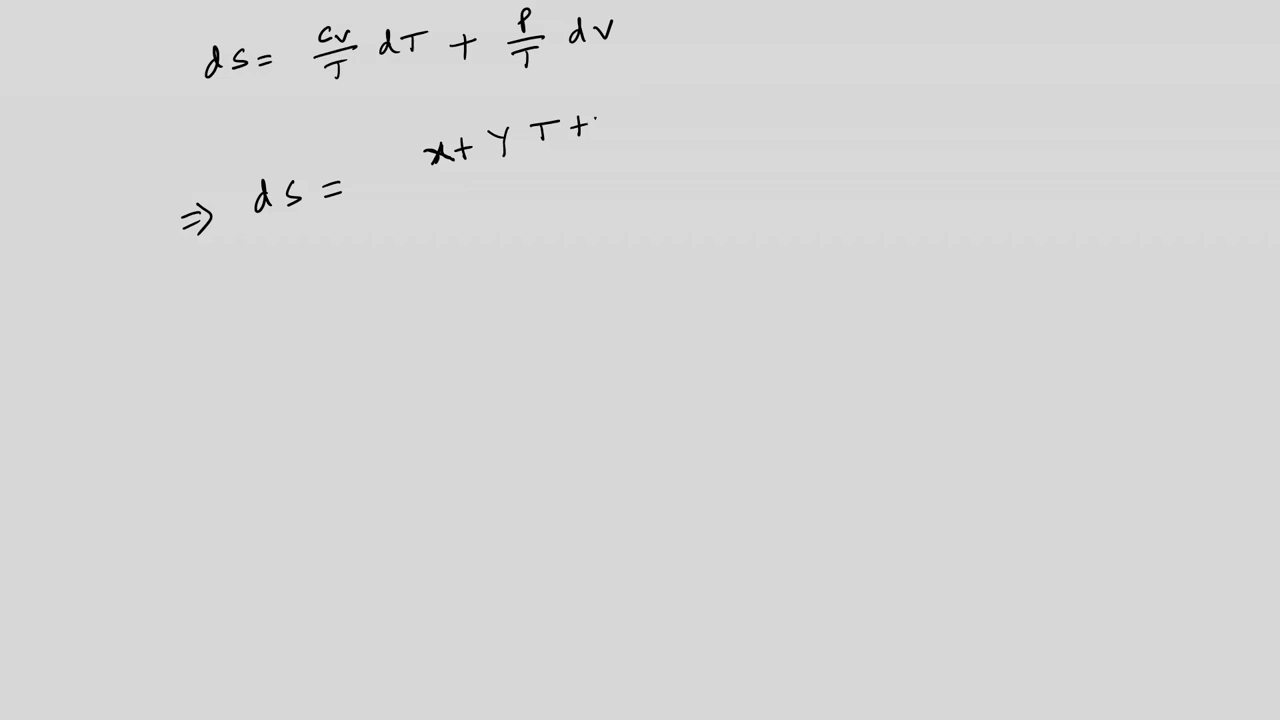 dS = Cv/T dT + P/T dV
x + y T +
⇒ dS =